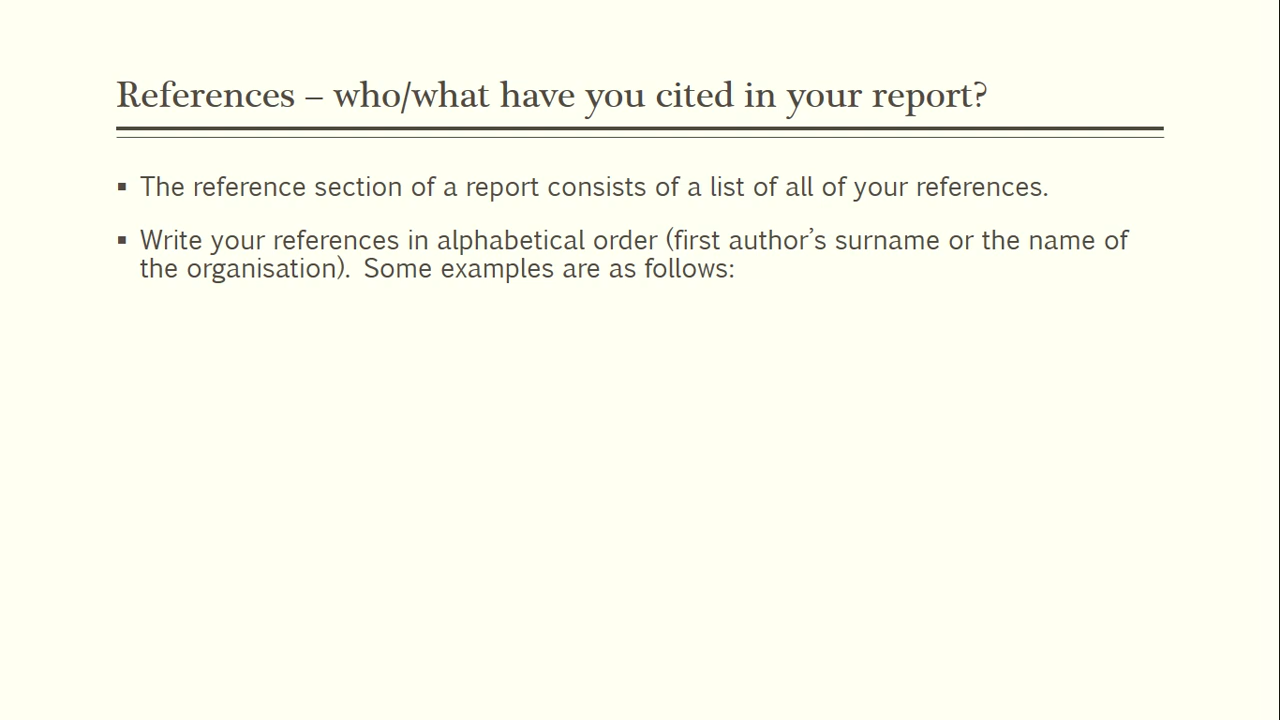 References – who/what have you cited in your report?
▪ The reference section of a report consists of a list of all of your references.
▪ Write your references in alphabetical order (first author’s surname or the name of
the organisation).  Some examples are as follows: